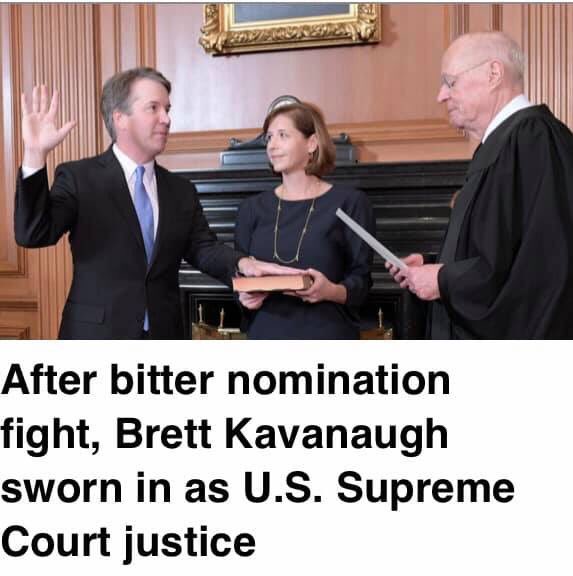 After bitter nomination
fight, Brett Kavanaugh
sworn in as U.S. Supreme
Court justice